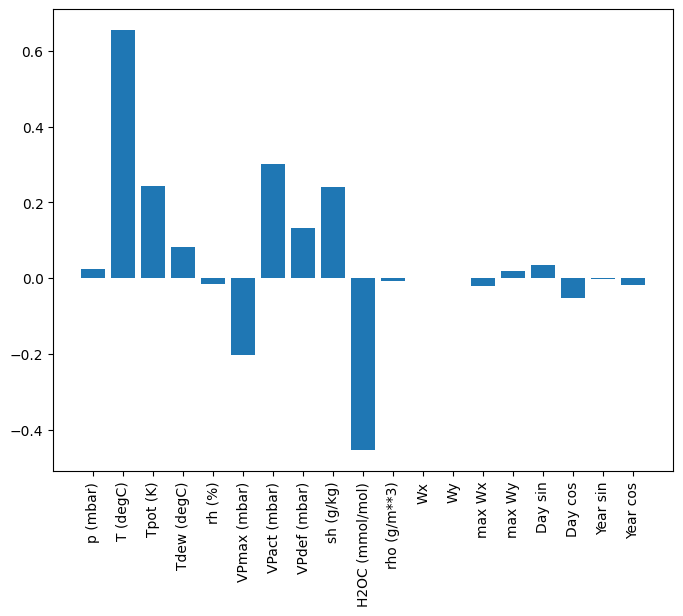 0.6
0.4
0.2
0.0
−0.2
−0.4
p (mbar)
T (degC)
Tpot (K)
Tdew (degC)
rh (%)
VPmax (mbar)
VPact (mbar)
VPdef (mbar)
sh (g/kg)
H2OC (mmol/mol)
rho (g/m**3)
Wx
Wy
max Wx
max Wy
Day sin
Day cos
Year sin
Year cos